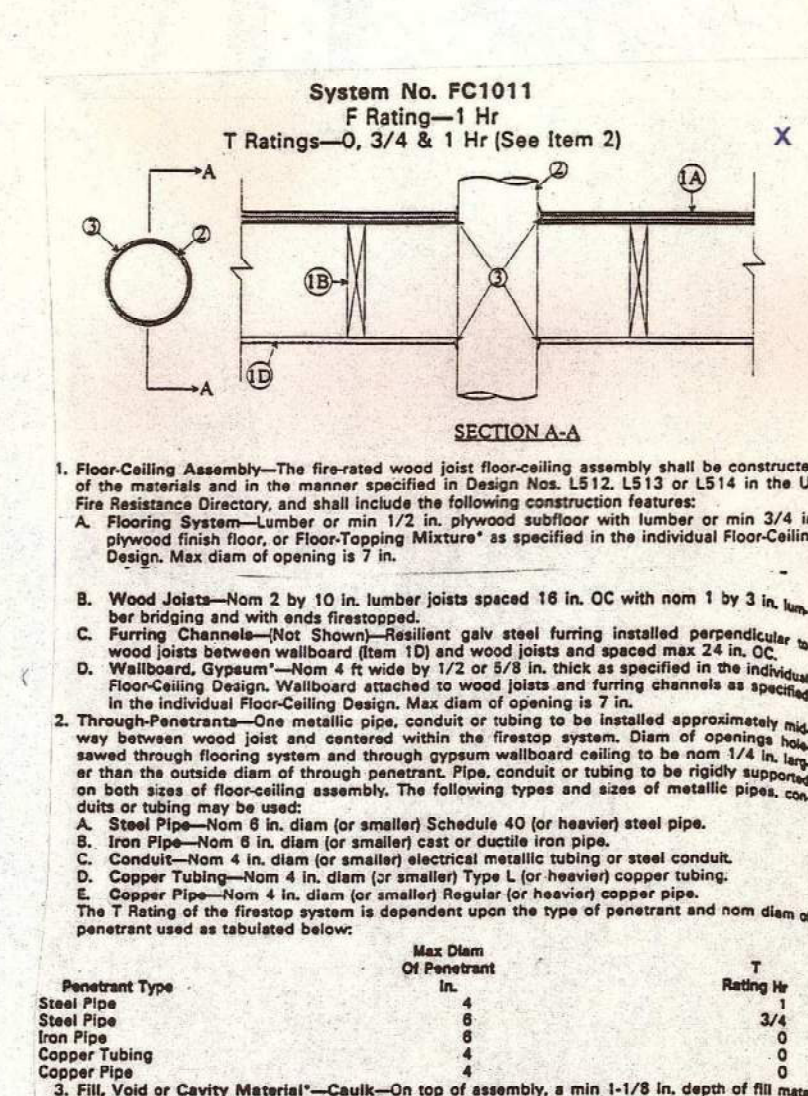 System No. FC1011
F Rating—1 Hr
T Ratings—0, 3/4 & 1 Hr (See Item 2)
X
A
2
1A
3
2
1B
3
A
1D
SECTION A-A
1. Floor-Ceiling Assembly—The fire-rated wood joist floor-ceiling assembly shall be constructe
of the materials and in the manner specified in Design Nos. L512. L513 or L514 in the U
Fire Resistance Directory, and shall include the following construction features:
A. Flooring System—Lumber or min 1/2 in. plywood subfloor with lumber or min 3/4 i
plywood finish floor, or Floor-Topping Mixture* as specified in the individual Floor-Ceilin
Design. Max diam of opening is 7 in.
B. Wood Joists—Nom 2 by 10 in. lumber joists spaced 16 in. OC with nom 1 by 3 in. lum-
ber bridging and with ends firestopped.
C. Furring Channels—(Not Shown)—Resilient galv steel furring installed perpendicular to
wood joists between wallboard (Item 1D) and wood joists and spaced max 24 in. OC.
D. Wallboard, Gypsum*—Nom 4 ft wide by 1/2 or 5/8 in. thick as specified in the individual
Floor-Ceiling Design. Wallboard attached to wood joists and furring channels as specified
in the individual Floor-Ceiling Design. Max diam of opening is 7 in.
2. Through-Penetrants—One metallic pipe, conduit or tubing to be installed approximately mid-
way between wood joist and centered within the firestop system. Diam of openings hole-
sawed through flooring system and through gypsum wallboard ceiling to be nom 1/4 in. larg-
er than the outside diam of through penetrant. Pipe, conduit or tubing to be rigidly supported
on both sizes of floor-ceiling assembly. The following types and sizes of metallic pipes, con-
duits or tubing may be used:
A. Steel Pipe—Nom 6 in. diam (or smaller) Schedule 40 (or heavier) steel pipe.
B. Iron Pipe—Nom 6 in. diam (or smaller) cast or ductile iron pipe.
C. Conduit—Nom 4 in. diam (or smaller) electrical metallic tubing or steel conduit.
D. Copper Tubing—Nom 4 in. diam (or smaller) Type L (or heavier) copper tubing.
E. Copper Pipe—Nom 4 in. diam (or smaller) Regular (or heavier) copper pipe.
The T Rating of the firestop system is dependent upon the type of penetrant and nom diam o
penetrant used as tabulated below:
Max Diam
Of Penetrant T
Penetrant Type In. Rating Hr
Steel Pipe 4 1
Steel Pipe 6 3/4
Iron Pipe 6 0
Copper Tubing 4 0
Copper Pipe 4 0
3. Fill, Void or Cavity Material*—Caulk—On top of assembly, a min 1-1/8 in. depth of fill mate